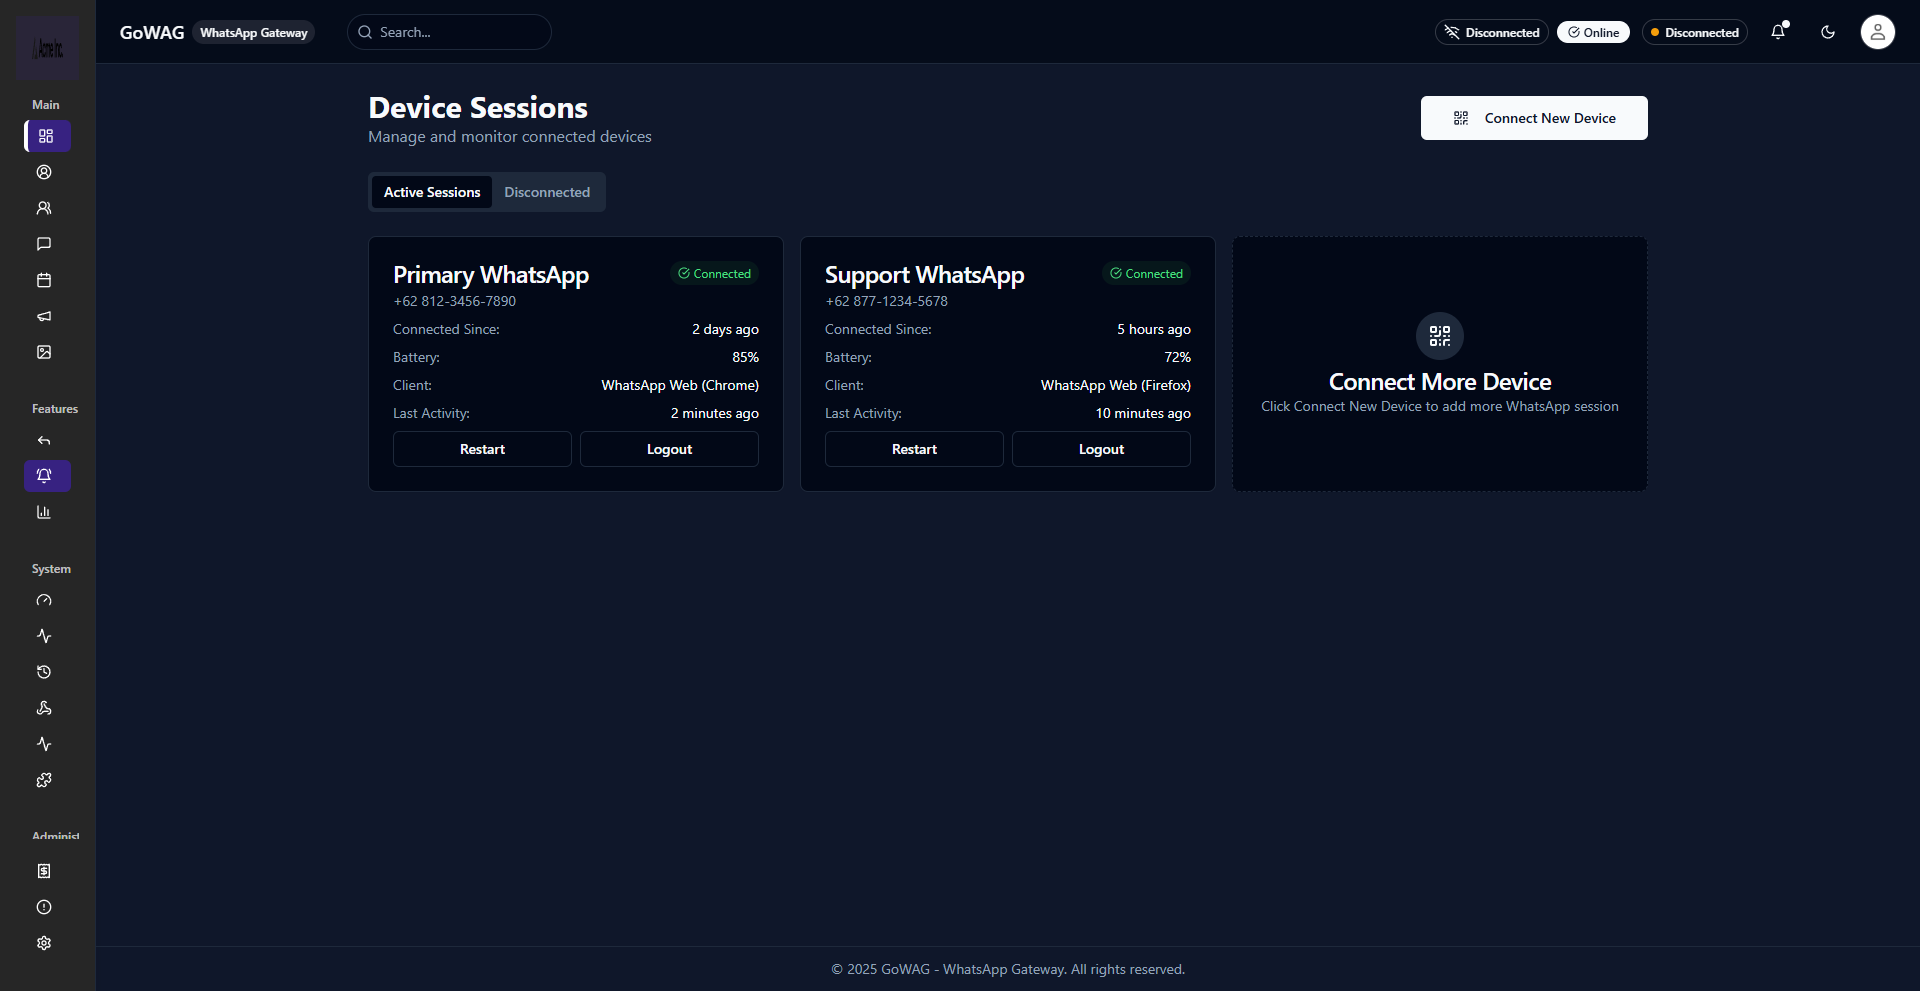 Acme Inc.
GoWAG
WhatsApp Gateway
Search...
Disconnected
Online
Disconnected
Main
Features
System
Administ
Device Sessions
Manage and monitor connected devices
Connect New Device
Active Sessions
Disconnected
Primary WhatsApp
Connected
+62 812-3456-7890
Connected Since: 2 days ago
Battery: 85%
Client: WhatsApp Web (Chrome)
Last Activity: 2 minutes ago
Restart
Logout
Support WhatsApp
Connected
+62 877-1234-5678
Connected Since: 5 hours ago
Battery: 72%
Client: WhatsApp Web (Firefox)
Last Activity: 10 minutes ago
Restart
Logout
Connect More Device
Click Connect New Device to add more WhatsApp session
© 2025 GoWAG - WhatsApp Gateway. All rights reserved.